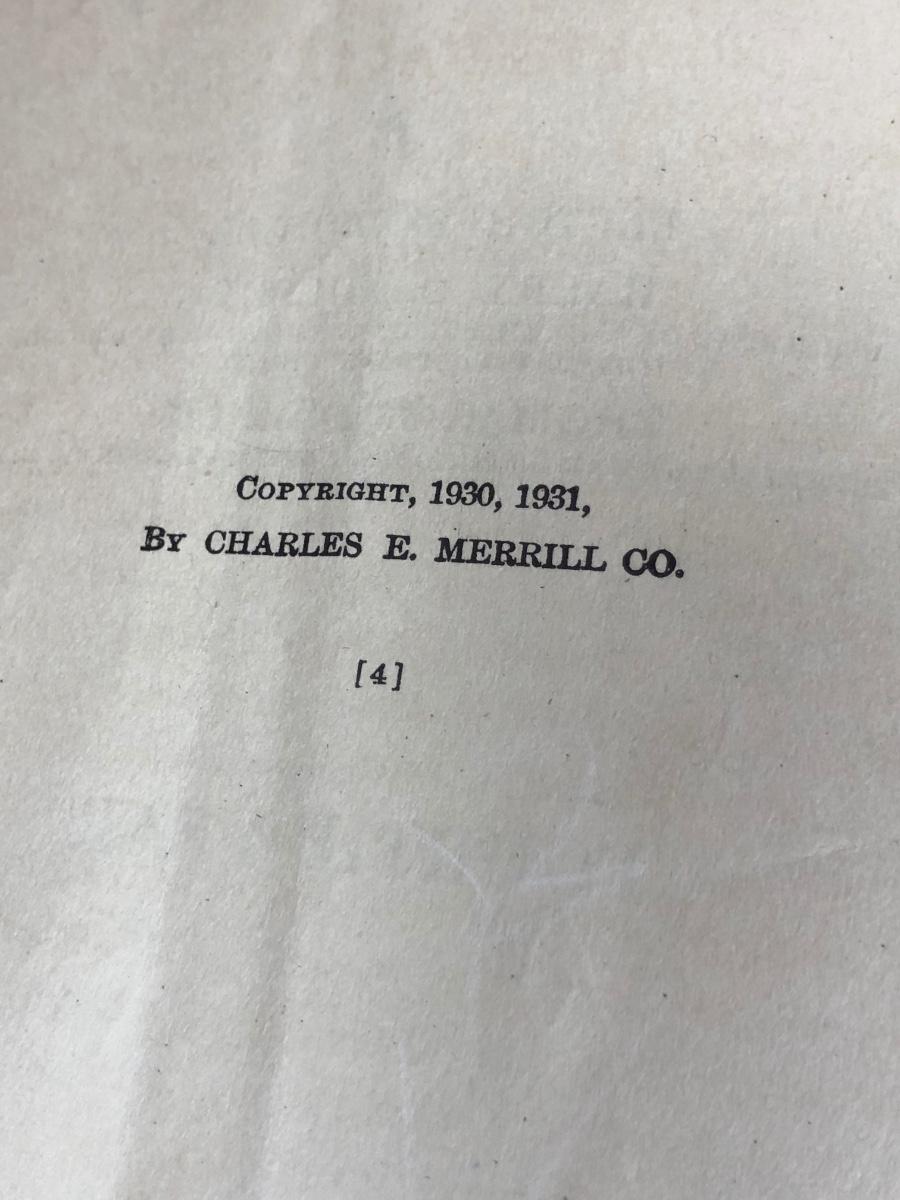 Copyright, 1930, 1931,
By CHARLES E. MERRILL CO.
[4]